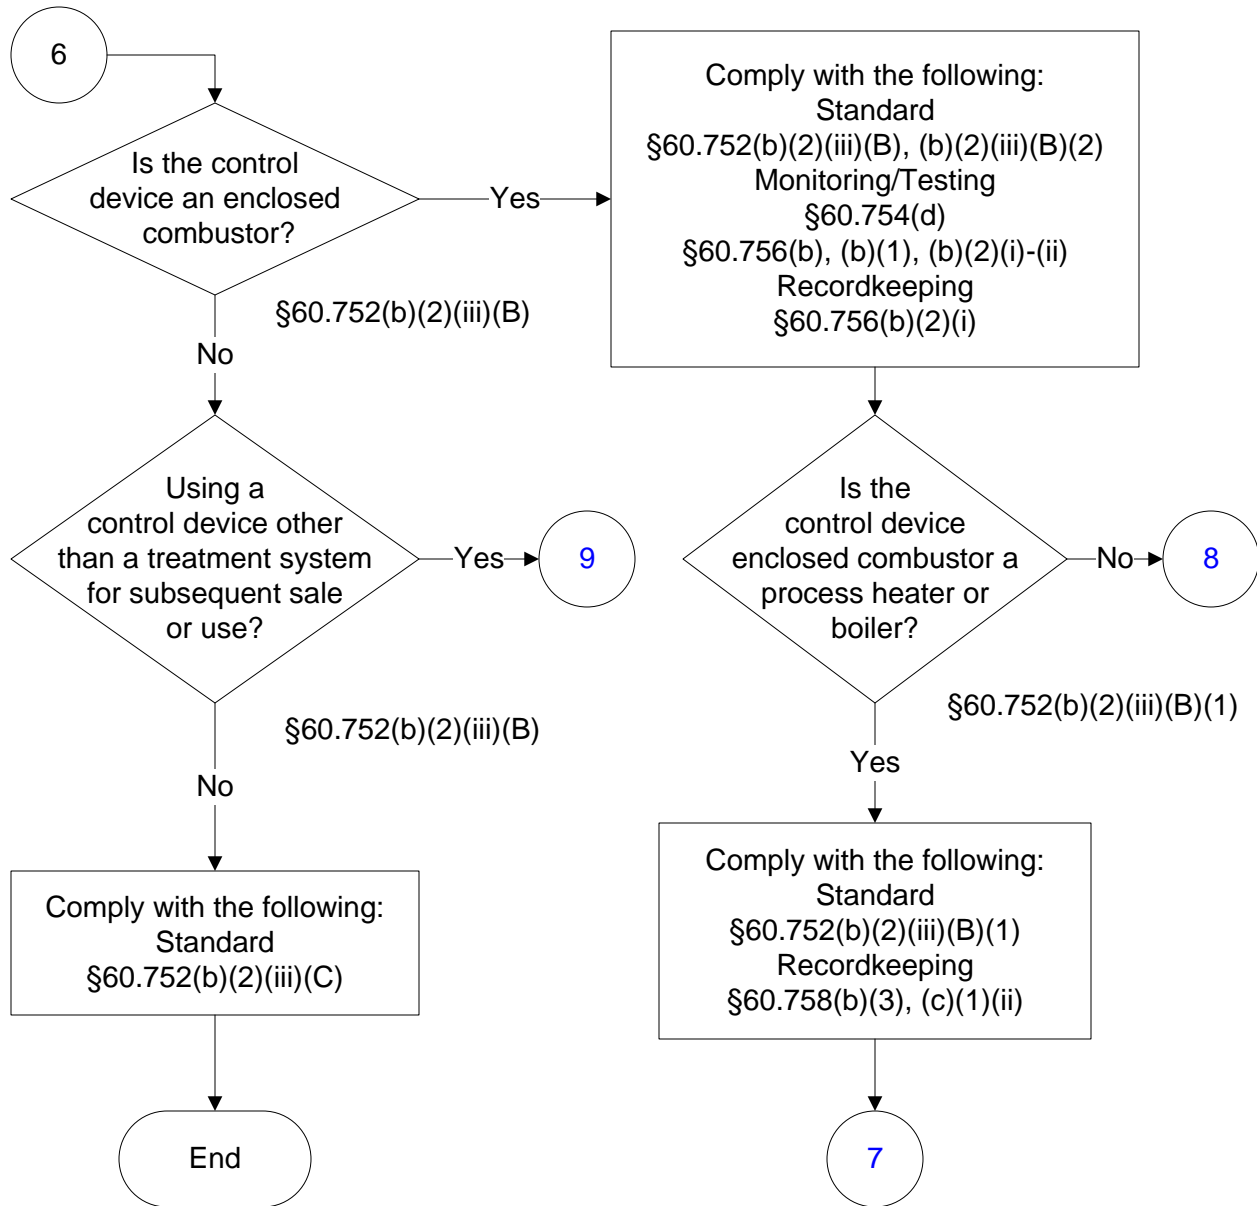 6
Is the control
device an enclosed
combustor?
Yes
Comply with the following:
Standard
§60.752(b)(2)(iii)(B), (b)(2)(iii)(B)(2)
Monitoring/Testing
§60.754(d)
§60.756(b), (b)(1), (b)(2)(i)-(ii)
Recordkeeping
§60.756(b)(2)(i)
§60.752(b)(2)(iii)(B)
No
Using a
control device other
than a treatment system
for subsequent sale
or use?
Yes
9
Is the
control device
enclosed combustor a
process heater or
boiler?
No
8
§60.752(b)(2)(iii)(B)
§60.752(b)(2)(iii)(B)(1)
No
Yes
Comply with the following:
Standard
§60.752(b)(2)(iii)(C)
Comply with the following:
Standard
§60.752(b)(2)(iii)(B)(1)
Recordkeeping
§60.758(b)(3), (c)(1)(ii)
End
7